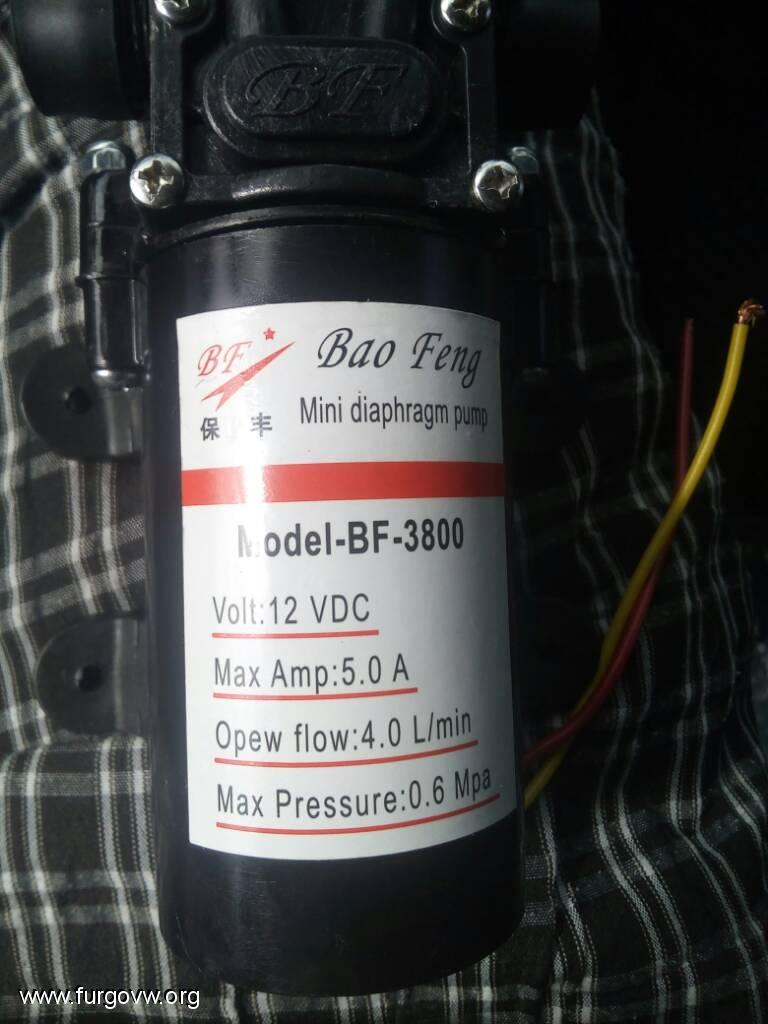 BF
BF
Bao Feng
保 丰
Mini diaphragm pump
Model-BF-3800
Volt:12 VDC
Max Amp:5.0 A
Opew flow:4.0 L/min
Max Pressure:0.6 Mpa
www.furgovw.org